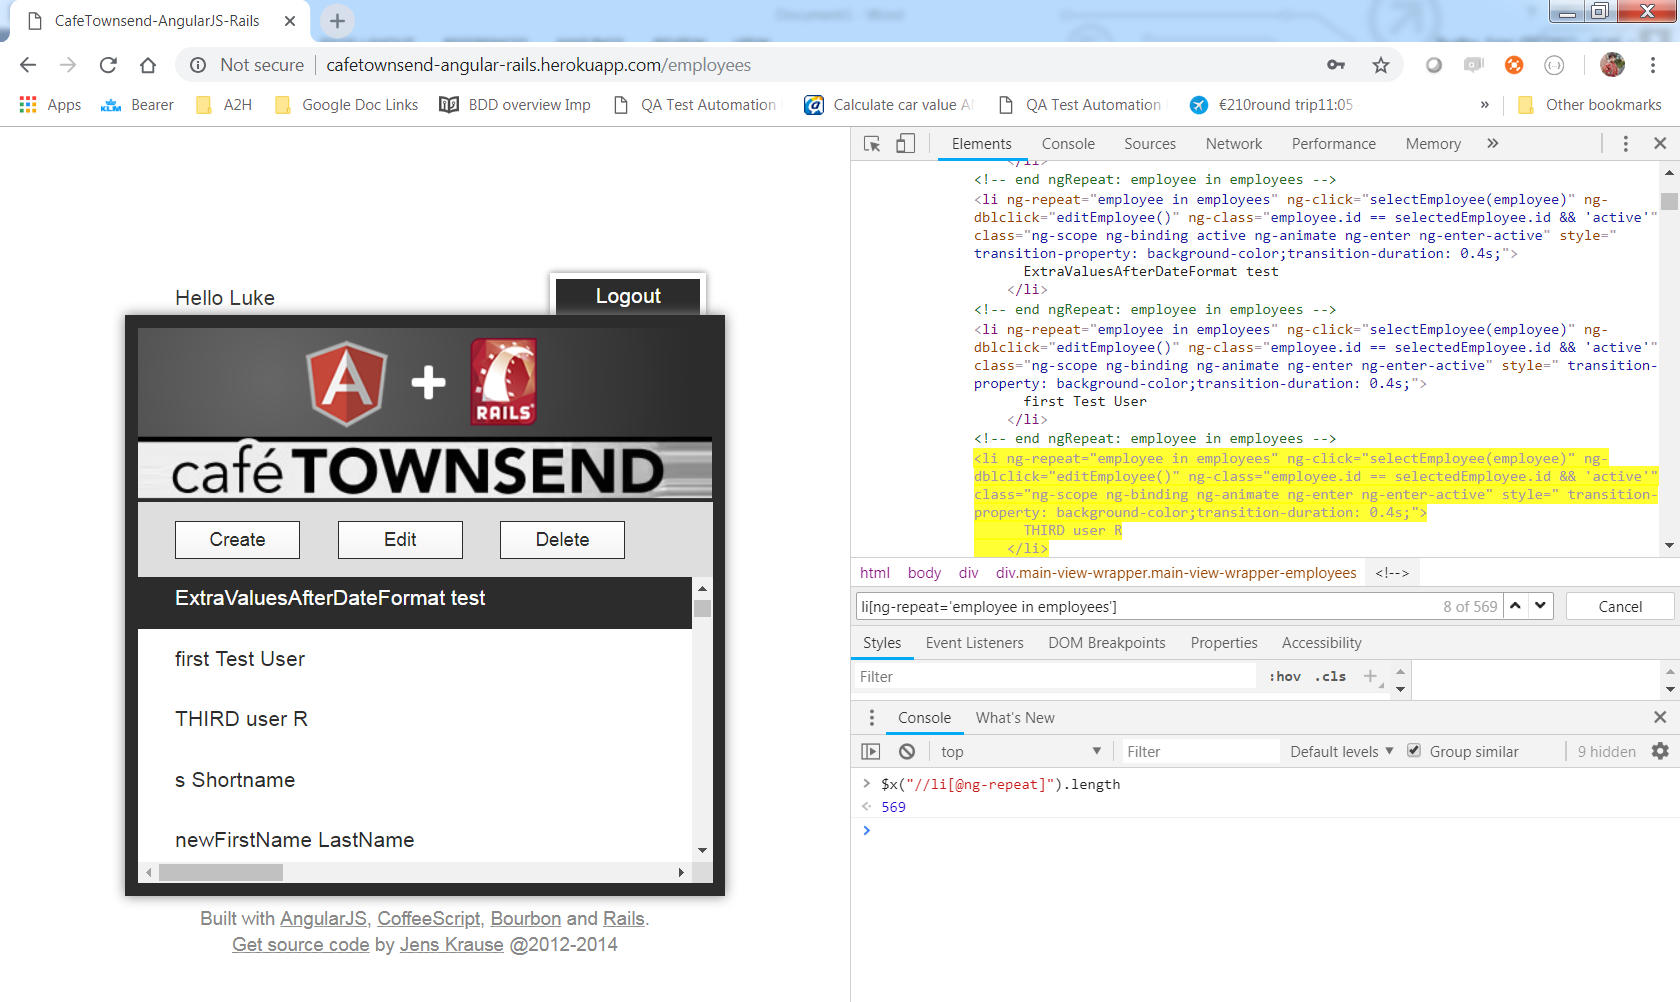 CafeTownsend-AngularJS-Rails
Not secure
cafetownsend-angular-rails.herokuapp.com/employees
Apps
Bearer
A2H
Google Doc Links
BDD overview Imp
QA Test Automation
Calculate car value
QA Test Automation
€210round trip11:05
»
Other bookmarks
Hello Luke
Logout
RAILS
café TOWNSEND
Create
Edit
Delete
ExtraValuesAfterDateFormat test
first Test User
THIRD user R
s Shortname
newFirstName LastName
Built with AngularJS, CoffeeScript, Bourbon and Rails.
Get source code by Jens Krause @2012-2014
Elements
Console
Sources
Network
Performance
Memory
»
</li>
<!-- end ngRepeat: employee in employees -->
<li ng-repeat="employee in employees" ng-click="selectEmployee(employee)" ng-
dblclick="editEmployee()" ng-class="employee.id == selectedEmployee.id && 'active'"
class="ng-scope ng-binding active ng-animate ng-enter ng-enter-active" style="
transition-property: background-color;transition-duration: 0.4s;">
ExtraValuesAfterDateFormat test
</li>
<!-- end ngRepeat: employee in employees -->
<li ng-repeat="employee in employees" ng-click="selectEmployee(employee)" ng-
dblclick="editEmployee()" ng-class="employee.id == selectedEmployee.id && 'active'"
class="ng-scope ng-binding ng-animate ng-enter ng-enter-active" style=" transition-
property: background-color;transition-duration: 0.4s;">
first Test User
</li>
<!-- end ngRepeat: employee in employees -->
<li ng-repeat="employee in employees" ng-click="selectEmployee(employee)" ng-
dblclick="editEmployee()" ng-class="employee.id == selectedEmployee.id && 'active'"
class="ng-scope ng-binding ng-animate ng-enter ng-enter-active" style=" transition-
property: background-color;transition-duration: 0.4s;">
THIRD user R
</li>
html
body
div
div.main-view-wrapper.main-view-wrapper-employees
<!-->
li[ng-repeat='employee in employees']
8 of 569
Cancel
Styles
Event Listeners
DOM Breakpoints
Properties
Accessibility
Filter
:hov
.cls
Console
What's New
top
Filter
Default levels
Group similar
9 hidden
$x("//li[@ng-repeat]").length
569